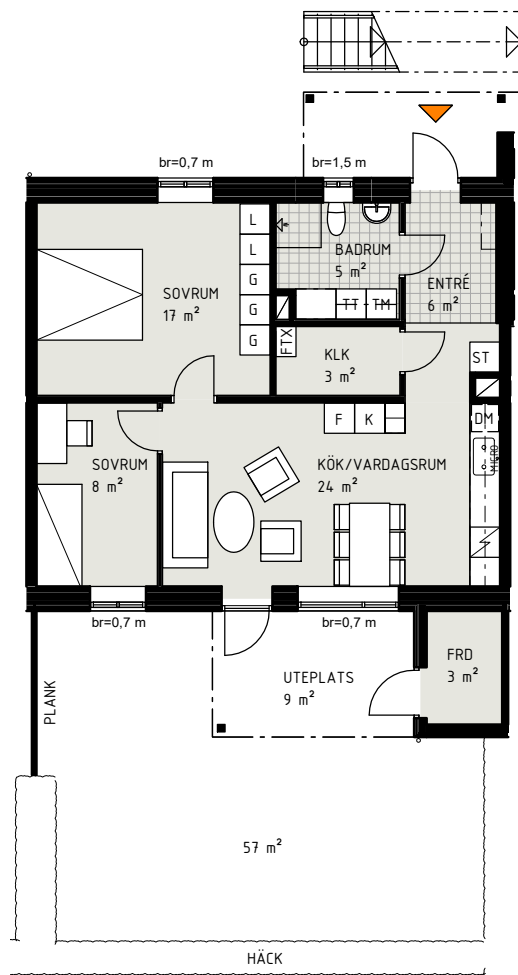 br=0,7 m
br=1,5 m
L
L
G
G
G
SOVRUM
17 m²
BADRUM
5 m²
TT
TM
ENTRÉ
6 m²
FTX
KLK
3 m²
ST
F
K
DM
MICRO
SOVRUM
8 m²
KÖK/VARDAGSRUM
24 m²
br=0,7 m
br=0,7 m
PLANK
UTEPLATS
9 m²
FRD
3 m²
57 m²
HÄCK